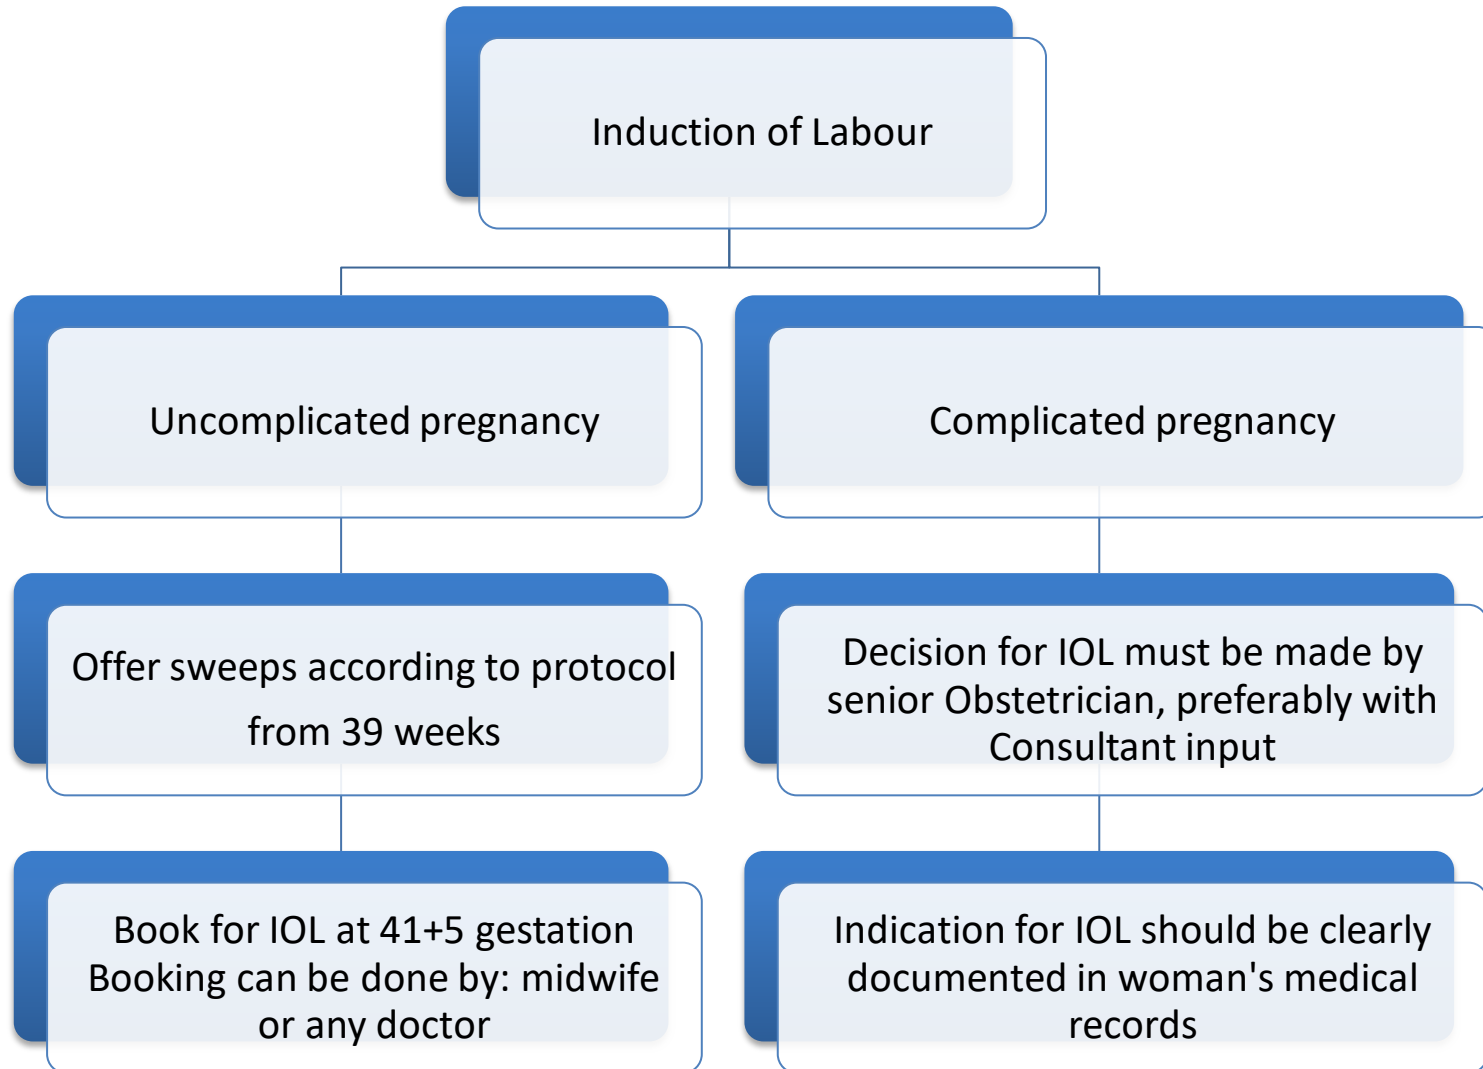 Induction of Labour
Uncomplicated pregnancy
Complicated pregnancy
Offer sweeps according to protocol
from 39 weeks
Decision for IOL must be made by
senior Obstetrician, preferably with
Consultant input
Book for IOL at 41+5 gestation
Booking can be done by: midwife
or any doctor
Indication for IOL should be clearly
documented in woman's medical
records